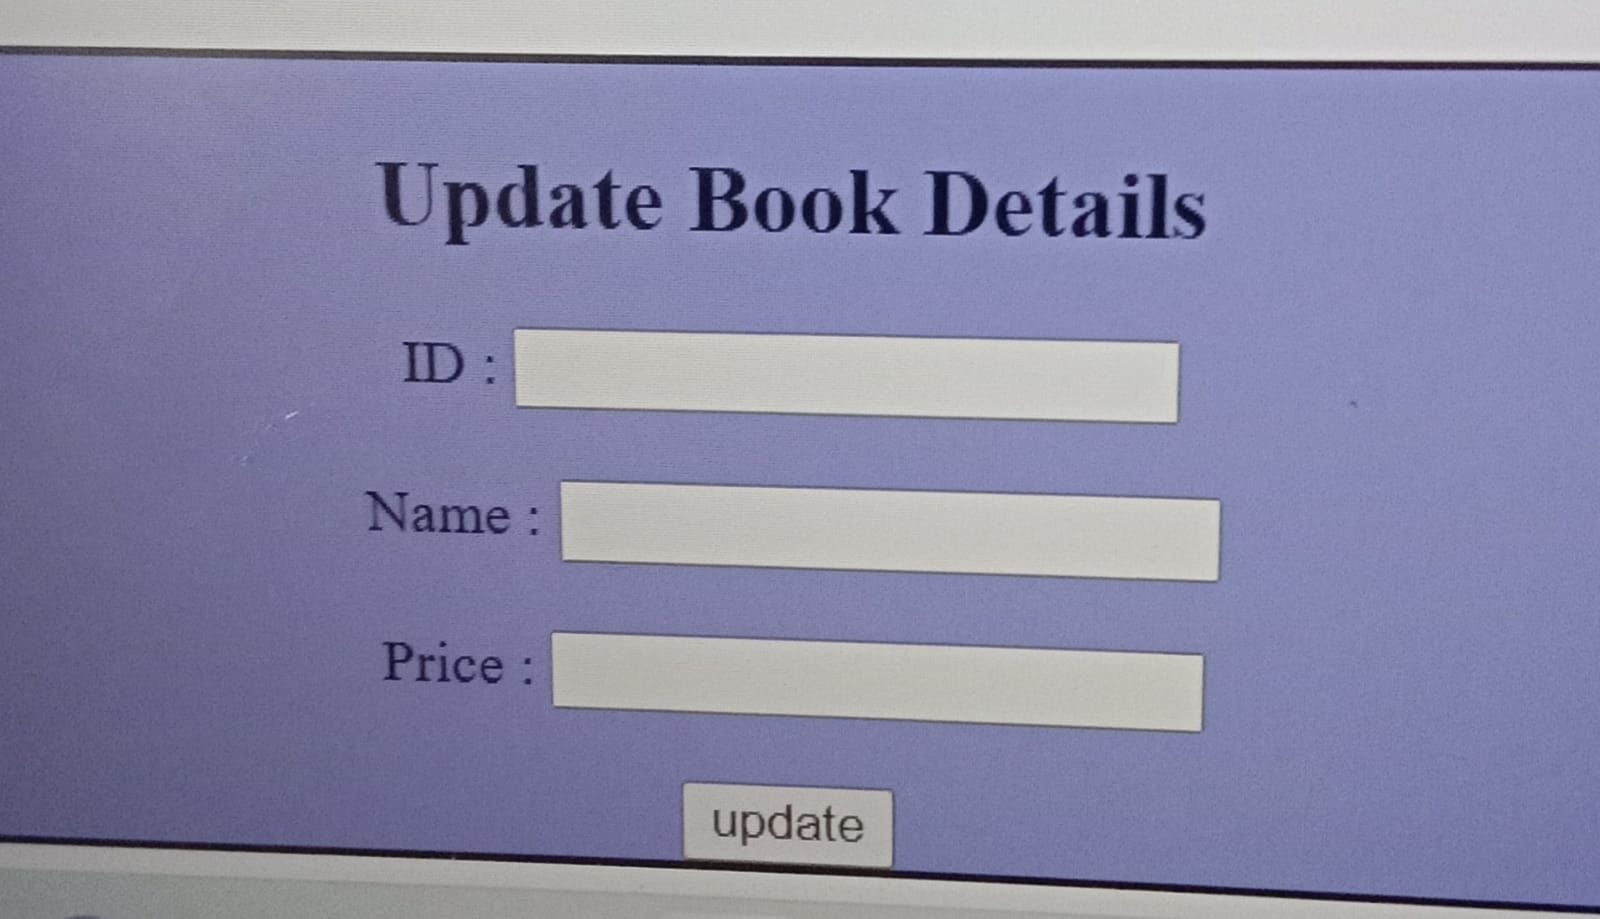 Update Book Details
ID :
Name :
Price :
update